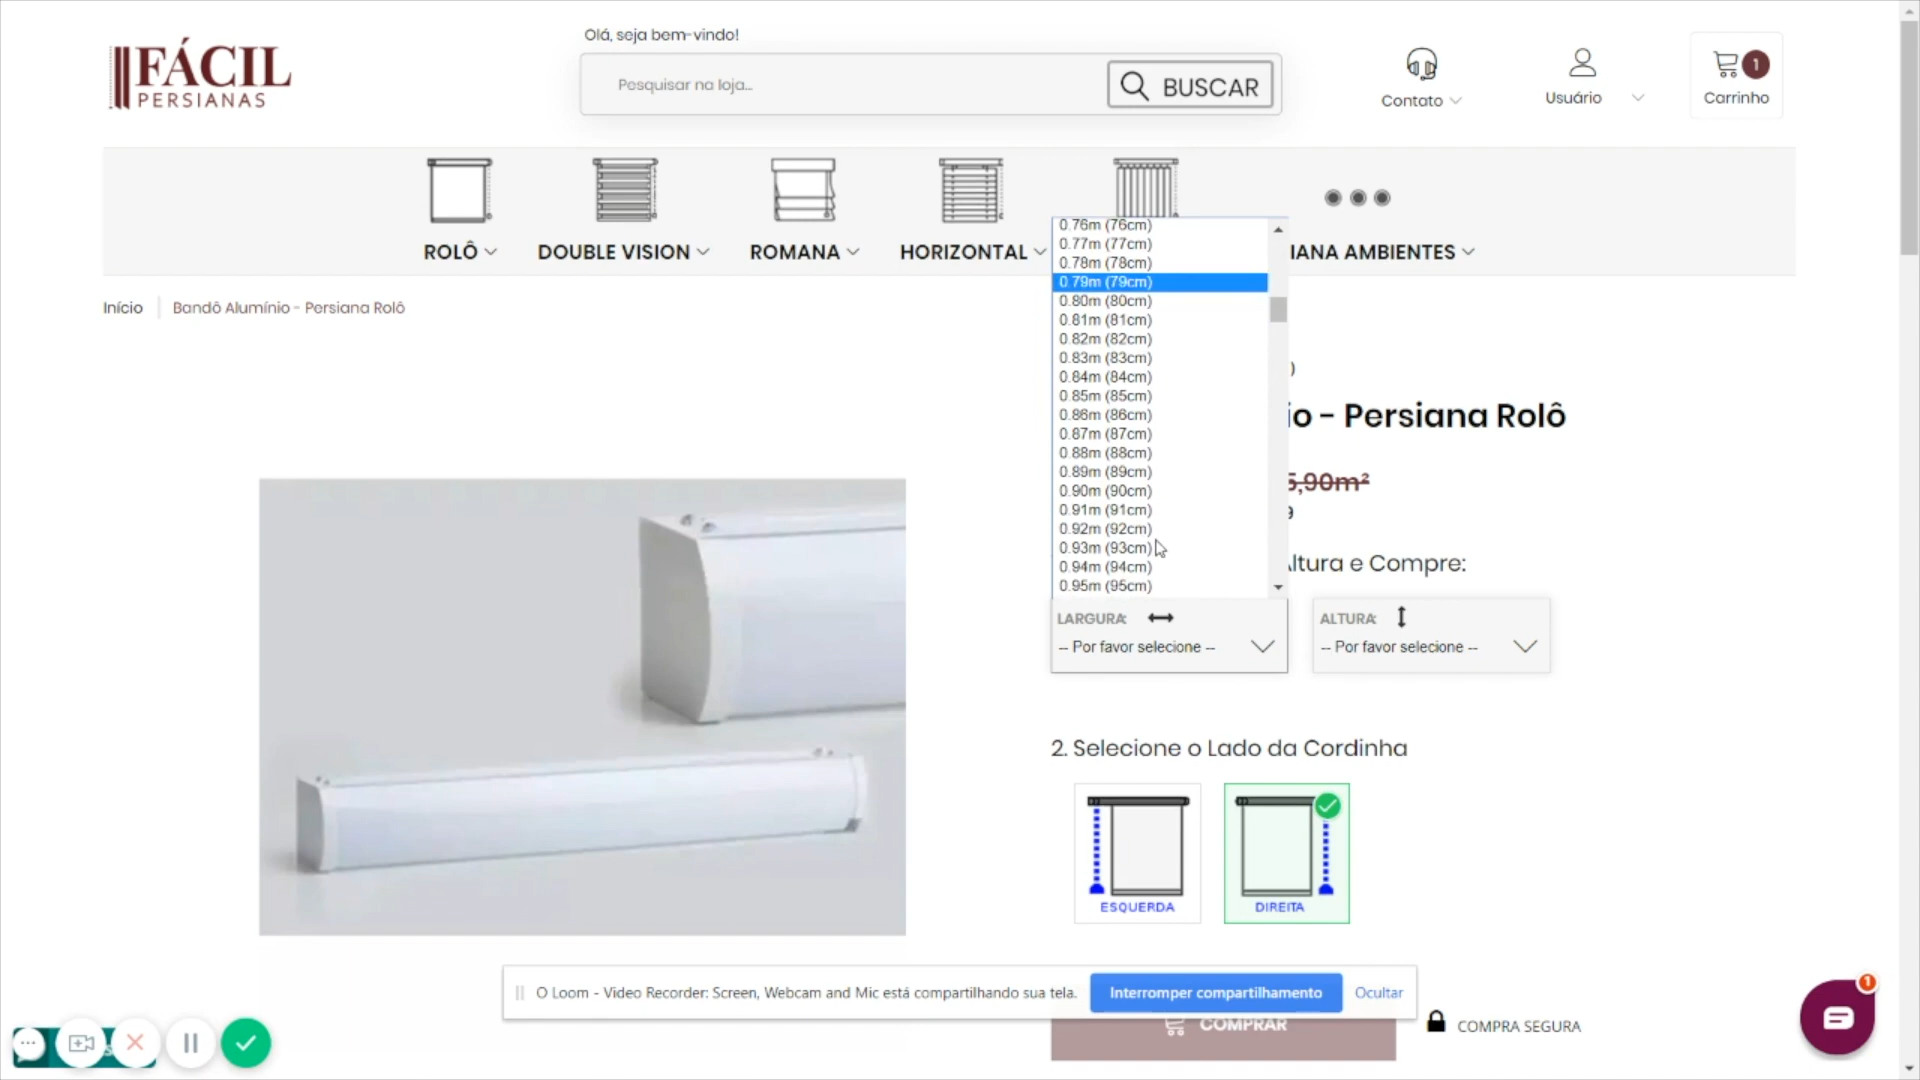 Olá, seja bem-vindo!
FÁCIL
PERSIANAS
Pesquisar na loja...
BUSCAR
Contato
Usuário
1
Carrinho
ROLÔ
DOUBLE VISION
ROMANA
HORIZONTAL
IANA AMBIENTES
Início
Bandô Alumínio - Persiana Rolô
0.76m (76cm)
0.77m (77cm)
0.78m (78cm)
0.79m (79cm)
0.80m (80cm)
0.81m (81cm)
0.82m (82cm)
0.83m (83cm)
0.84m (84cm)
0.85m (85cm)
0.86m (86cm)
0.87m (87cm)
0.88m (88cm)
0.89m (89cm)
0.90m (90cm)
0.91m (91cm)
0.92m (92cm)
0.93m (93cm)
0.94m (94cm)
0.95m (95cm)
io - Persiana Rolô
5,90m²
Altura e Compre:
LARGURA:
-- Por favor selecione --
ALTURA:
-- Por favor selecione --
2. Selecione o Lado da Cordinha
ESQUERDA
DIREITA
O Loom - Video Recorder: Screen, Webcam and Mic está compartilhando sua tela.
Interromper compartilhamento
Ocultar
COMPRAR
COMPRA SEGURA
1